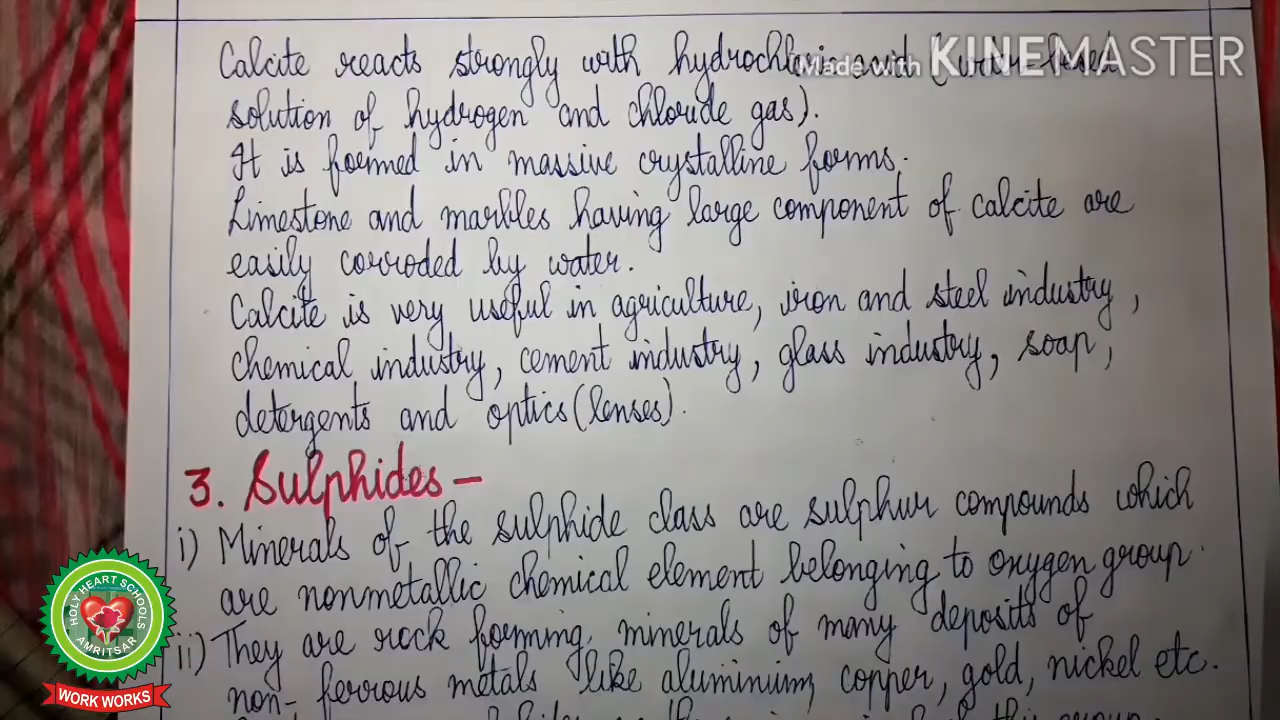 Calcite reacts strongly with hydrochloric acid (water-based
Made with KINEMASTER
solution of hydrogen and chloride gas).
It is formed in massive crystalline forms.
Limestone and marbles having large component of calcite are
easily corroded by water.
Calcite is very useful in agriculture, iron and steel industry,
chemical industry, cement industry, glass industry, soap,
detergents and optics (lenses).
3. Sulphides -
i) Minerals of the sulphide class are sulphur compounds which
are nonmetallic chemical element belonging to oxygen group.
ii) They are rock forming minerals of many deposits of
non-ferrous metals like aluminium, copper, gold, nickel etc.
HOLY HEART SCHOOLS
AMRITSAR
WORK WORKS